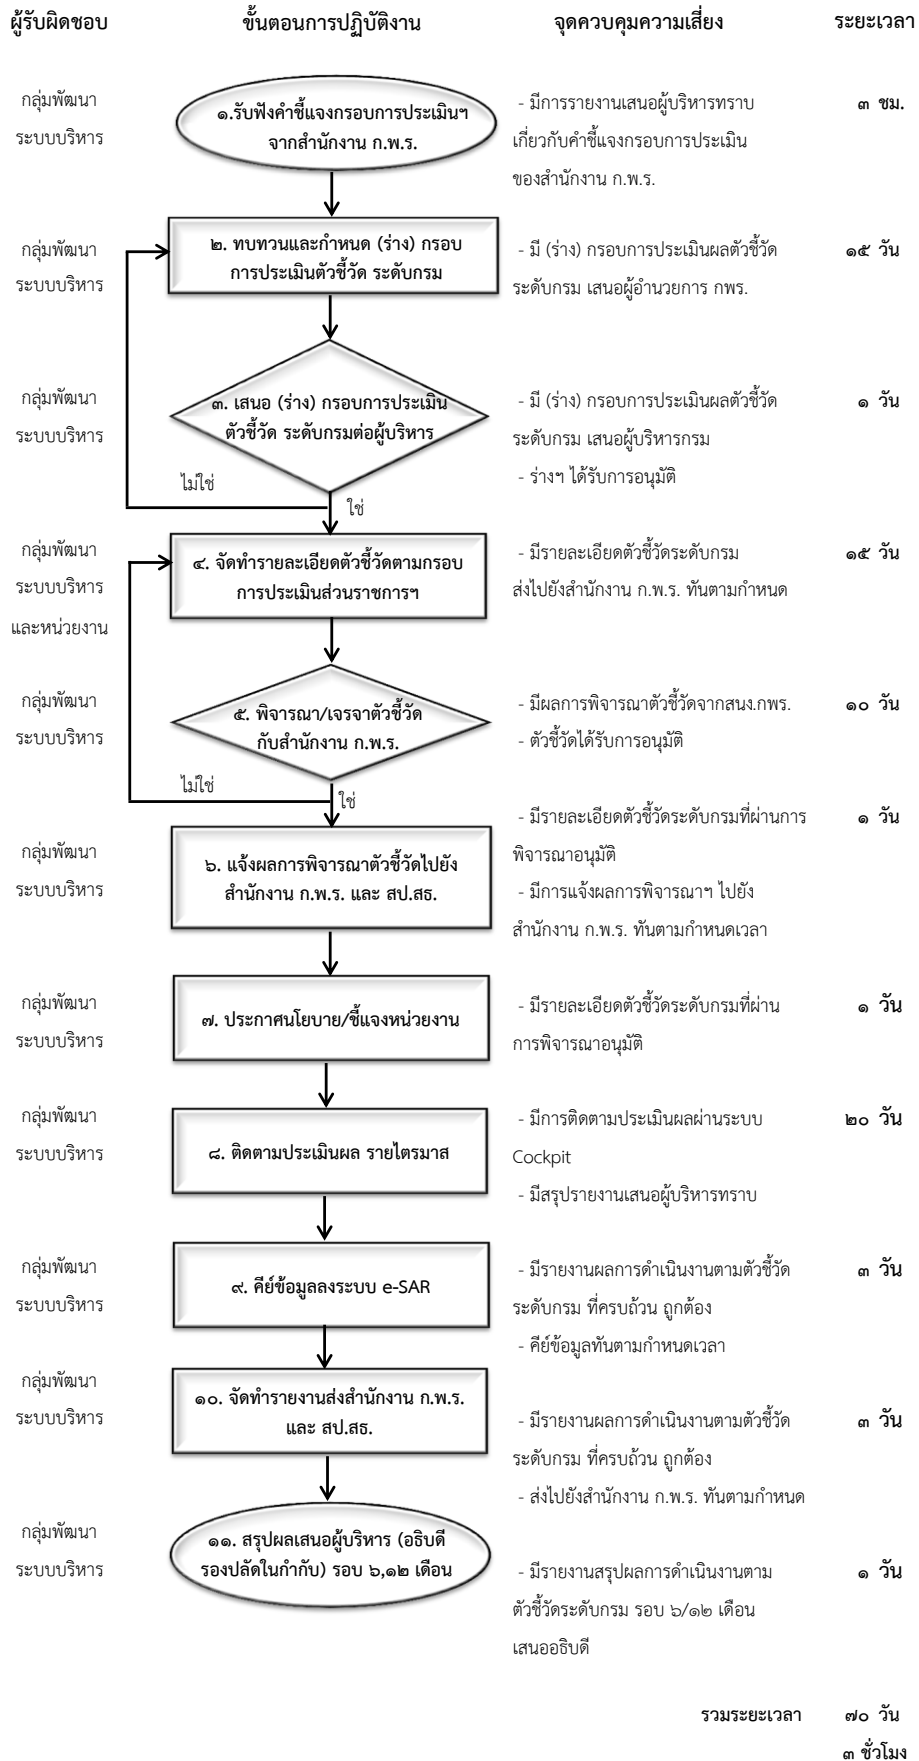 ผู้รับผิดชอบ ขั้นตอนการปฏิบัติงาน จุดควบคุมความเสี่ยง ระยะเวลา
กลุ่มพัฒนา
ระบบบริหาร
๑.รับฟังคำชี้แจงกรอบการประเมินฯ
จากสำนักงาน ก.พ.ร.
- มีการรายงานเสนอผู้บริหารทราบ
เกี่ยวกับคำชี้แจงกรอบการประเมิน
ของสำนักงาน ก.พ.ร.
๓ ชม.
กลุ่มพัฒนา
ระบบบริหาร
๒. ทบทวนและกำหนด (ร่าง) กรอบ
การประเมินตัวชี้วัด ระดับกรม
- มี (ร่าง) กรอบการประเมินผลตัวชี้วัด
ระดับกรม เสนอผู้อำนวยการ กพร.
๑๕ วัน
กลุ่มพัฒนา
ระบบบริหาร
๓. เสนอ (ร่าง) กรอบการประเมิน
ตัวชี้วัด ระดับกรมต่อผู้บริหาร
- มี (ร่าง) กรอบการประเมินผลตัวชี้วัด
ระดับกรม เสนอผู้บริหารกรม
- ร่างฯ ได้รับการอนุมัติ
๑ วัน
ไม่ใช่
ใช่
กลุ่มพัฒนา
ระบบบริหาร
และหน่วยงาน
๔. จัดทำรายละเอียดตัวชี้วัดตามกรอบ
การประเมินส่วนราชการฯ
- มีรายละเอียดตัวชี้วัดระดับกรม
ส่งไปยังสำนักงาน ก.พ.ร. ทันตามกำหนด
๑๕ วัน
กลุ่มพัฒนา
ระบบบริหาร
๕. พิจารณา/เจรจาตัวชี้วัด
กับสำนักงาน ก.พ.ร.
- มีผลการพิจารณาตัวชี้วัดจากสนง.กพร.
- ตัวชี้วัดได้รับการอนุมัติ
๑๐ วัน
ไม่ใช่
ใช่
กลุ่มพัฒนา
ระบบบริหาร
๖. แจ้งผลการพิจารณาตัวชี้วัดไปยัง
สำนักงาน ก.พ.ร. และ สป.สธ.
- มีรายละเอียดตัวชี้วัดระดับกรมที่ผ่านการ
พิจารณาอนุมัติ
- มีการแจ้งผลการพิจารณาฯ ไปยัง
สำนักงาน ก.พ.ร. ทันตามกำหนดเวลา
๑ วัน
กลุ่มพัฒนา
ระบบบริหาร
๗. ประกาศนโยบาย/ชี้แจงหน่วยงาน
- มีรายละเอียดตัวชี้วัดระดับกรมที่ผ่าน
การพิจารณาอนุมัติ
๑ วัน
กลุ่มพัฒนา
ระบบบริหาร
๘. ติดตามประเมินผล รายไตรมาส
- มีการติดตามประเมินผลผ่านระบบ
Cockpit
- มีสรุปรายงานเสนอผู้บริหารทราบ
๒๐ วัน
กลุ่มพัฒนา
ระบบบริหาร
๙. คีย์ข้อมูลลงระบบ e-SAR
- มีรายงานผลการดำเนินงานตามตัวชี้วัด
ระดับกรม ที่ครบถ้วน ถูกต้อง
- คีย์ข้อมูลทันตามกำหนดเวลา
๓ วัน
กลุ่มพัฒนา
ระบบบริหาร
๑๐. จัดทำรายงานส่งสำนักงาน ก.พ.ร.
และ สป.สธ.
- มีรายงานผลการดำเนินงานตามตัวชี้วัด
ระดับกรม ที่ครบถ้วน ถูกต้อง
- ส่งไปยังสำนักงาน ก.พ.ร. ทันตามกำหนด
๓ วัน
กลุ่มพัฒนา
ระบบบริหาร
๑๑. สรุปผลเสนอผู้บริหาร (อธิบดี
รองปลัดในกำกับ) รอบ ๖,๑๒ เดือน
- มีรายงานสรุปผลการดำเนินงานตาม
ตัวชี้วัดระดับกรม รอบ ๖/๑๒ เดือน
เสนออธิบดี
๑ วัน
รวมระยะเวลา ๗๐ วัน
๓ ชั่วโมง